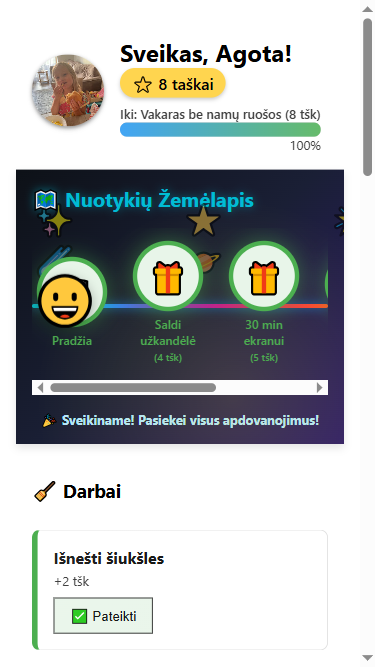 Sveikas, Agota!
8 taškai
Iki: Vakaras be namų ruošos (8 tšk)
100%
Nuotykių Žemėlapis
Pradžia
Saldi
užkandėlė
(4 tšk)
30 min
ekranui
(5 tšk)
Sveikiname! Pasiekei visus apdovanojimus!
Darbai
Išnešti šiukšles
+2 tšk
Pateikti